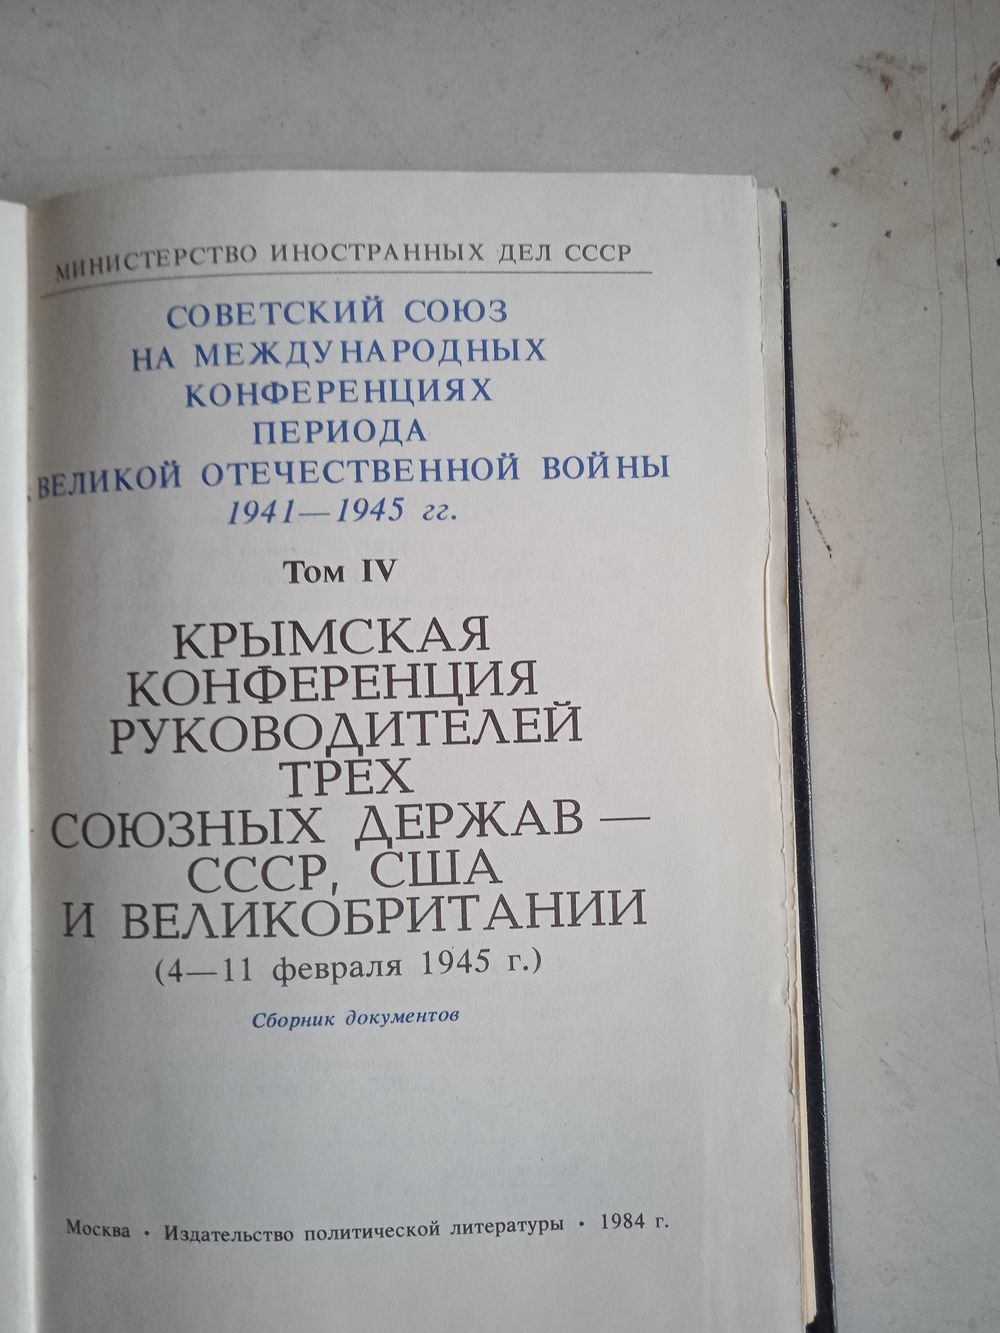 МИНИСТЕРСТВО ИНОСТРАННЫХ ДЕЛ СССР
СОВЕТСКИЙ СОЮЗ
НА МЕЖДУНАРОДНЫХ
КОНФЕРЕНЦИЯХ
ПЕРИОДА
ВЕЛИКОЙ ОТЕЧЕСТВЕННОЙ ВОЙНЫ
1941—1945 гг.
Том IV
КРЫМСКАЯ
КОНФЕРЕНЦИЯ
РУКОВОДИТЕЛЕЙ
ТРЕХ
СОЮЗНЫХ ДЕРЖАВ —
СССР, США
И ВЕЛИКОБРИТАНИИ
(4—11 февраля 1945 г.)
Сборник документов
Москва • Издательство политической литературы • 1984 г.